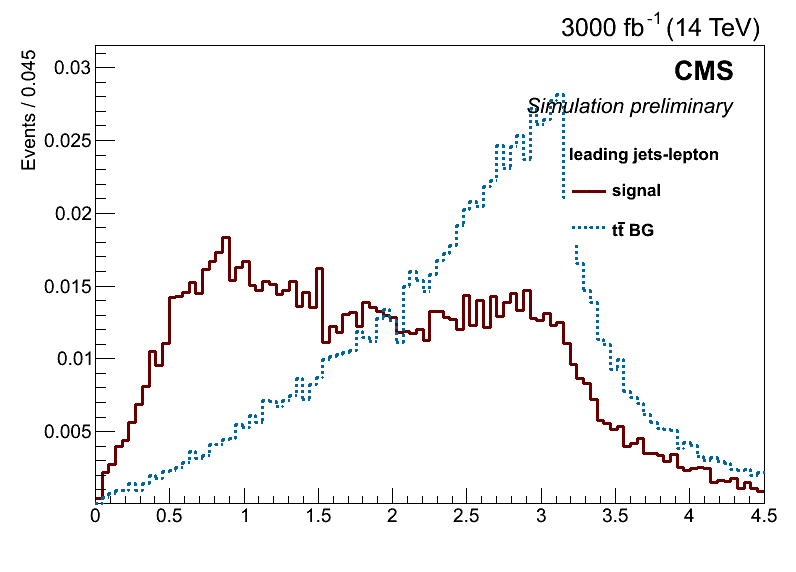 3000 fb⁻¹ (14 TeV)
CMS
Simulation preliminary
leading jets-lepton
signal
tt̅ BG
Events / 0.045
0.03
0.025
0.02
0.015
0.01
0.005
0 0.5 1 1.5 2 2.5 3 3.5 4 4.5